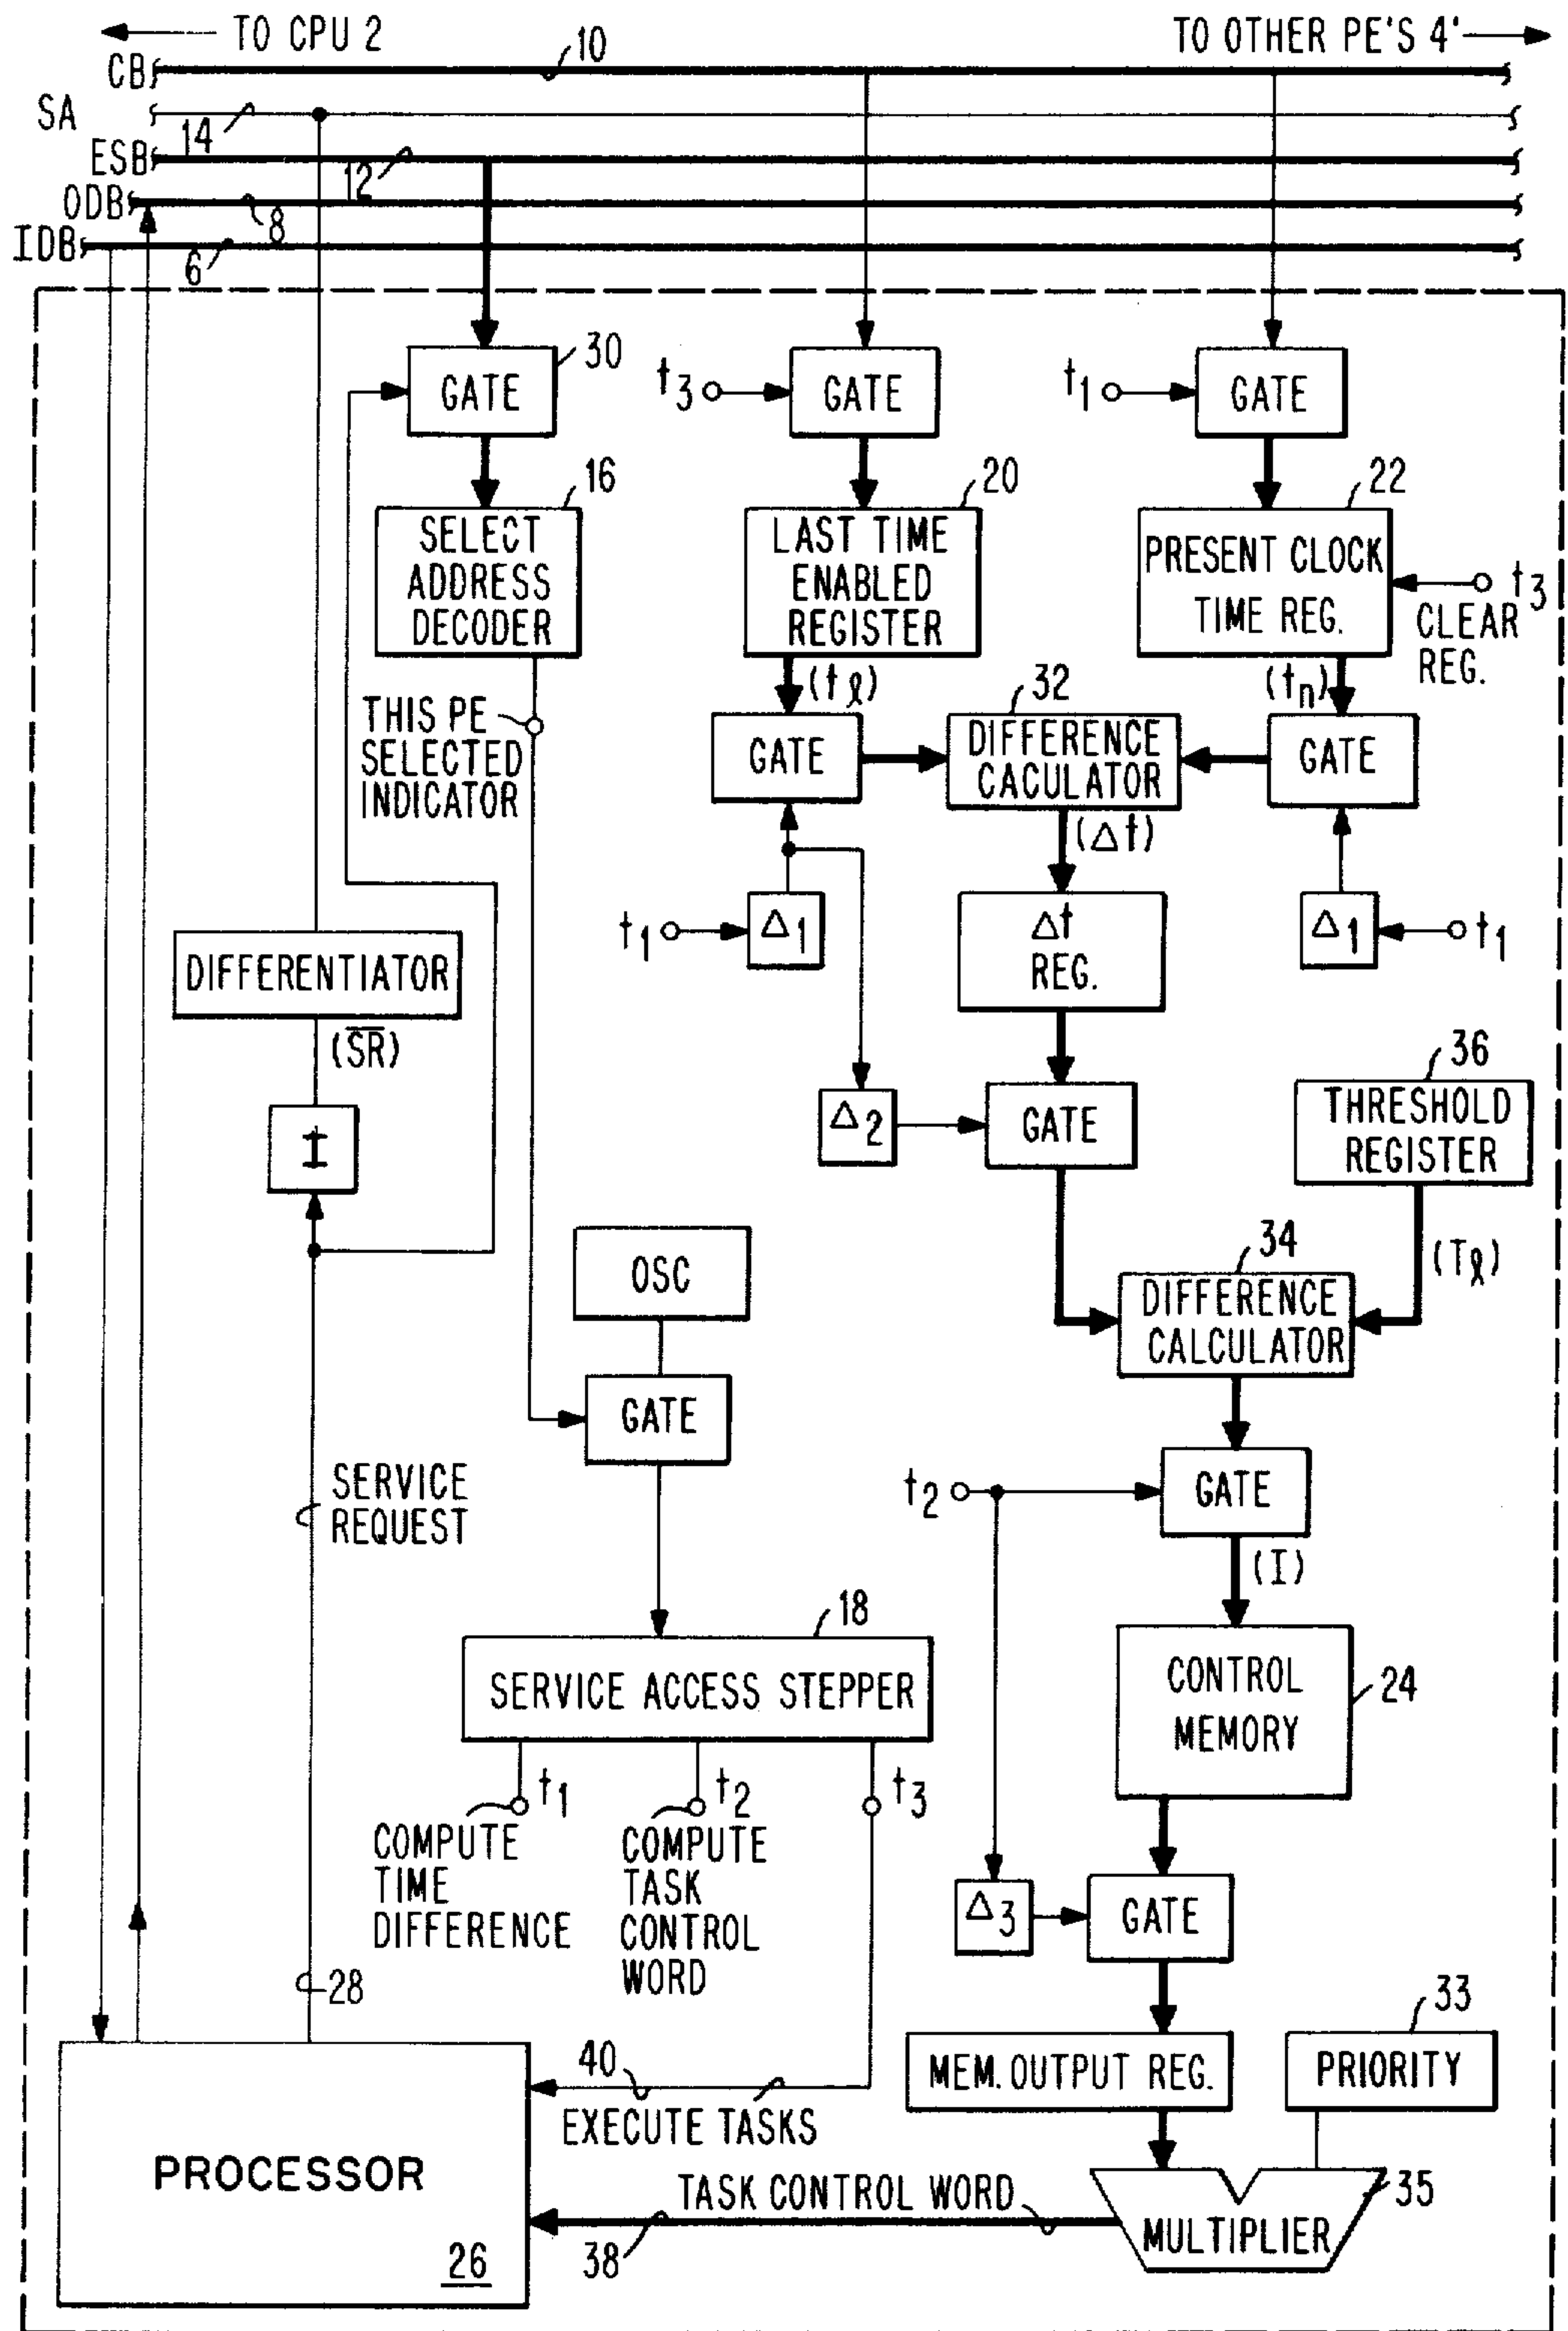 TO CPU 2
TO OTHER PE'S 4'
CB
10
SA
14
ESB
12
ODB
8
IDB
6
GATE
30
t3
GATE
t1
GATE
16
SELECT
ADDRESS
DECODER
20
LAST TIME
ENABLED
REGISTER
22
PRESENT CLOCK
TIME REG.
t3
CLEAR
REG.
(tℓ)
(tn)
THIS PE
SELECTED
INDICATOR
GATE
32
DIFFERENCE
CACULATOR
GATE
(Δt)
t1
Δ1
Δt
REG.
Δ1
t1
DIFFERENTIATOR
(S̅R̅)
I
Δ2
GATE
36
THRESHOLD
REGISTER
(Tℓ)
OSC
34
DIFFERENCE
CALCULATOR
GATE
SERVICE
REQUEST
t2
GATE
(I)
18
SERVICE ACCESS STEPPER
CONTROL
MEMORY
24
t1
COMPUTE
TIME
DIFFERENCE
t2
COMPUTE
TASK
CONTROL
WORD
t3
Δ3
GATE
28
MEM. OUTPUT REG.
33
PRIORITY
40
EXECUTE TASKS
PROCESSOR
26
TASK CONTROL WORD
38
MULTIPLIER
35